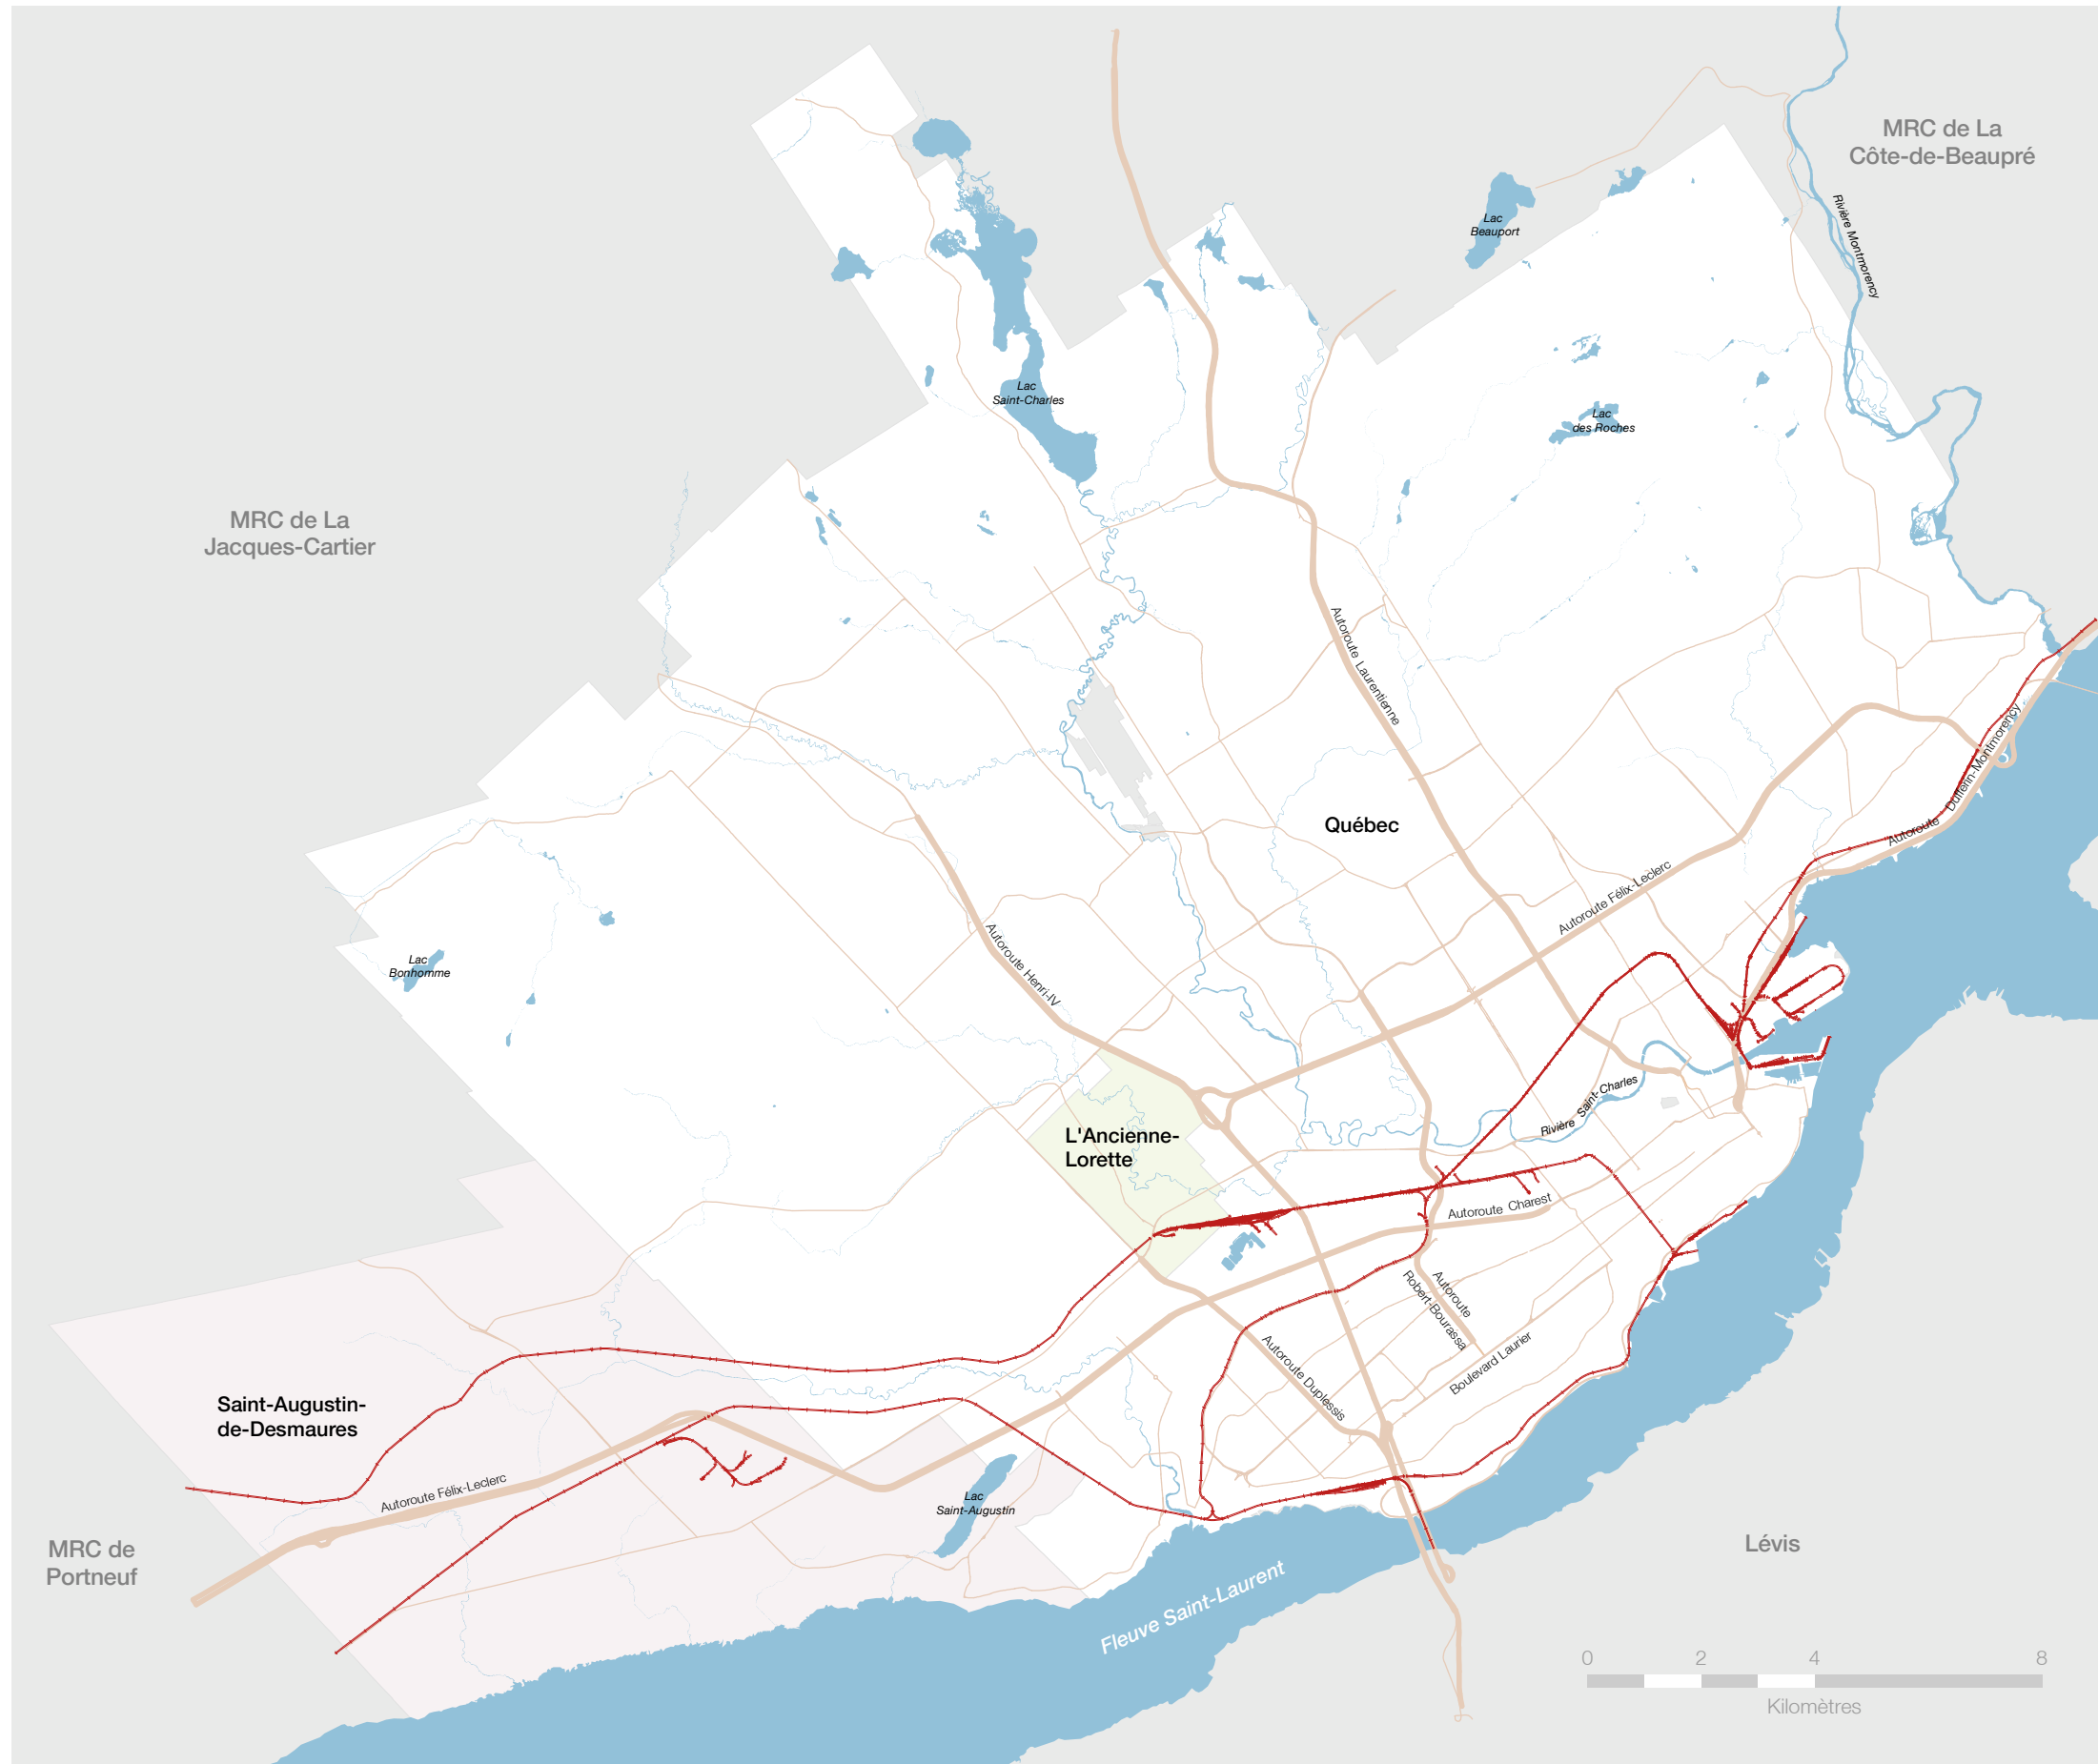 MRC de La
Côte-de-Beaupré
Rivière Montmorency
Lac
Beauport
Lac
Saint-Charles
Lac
des Roches
MRC de La
Jacques-Cartier
Autoroute Laurentienne
Dufferin-Montmorency
Autoroute
Québec
Autoroute Félix-Leclerc
Autoroute Henri-IV
Lac
Bonhomme
Rivière Saint-Charles
L'Ancienne-
Lorette
Autoroute Charest
Autoroute
Robert-Bourassa
Boulevard Laurier
Autoroute Duplessis
Saint-Augustin-
de-Desmaures
Autoroute Félix-Leclerc
Lac
Saint-Augustin
MRC de
Portneuf
Lévis
Fleuve Saint-Laurent
0 2 4 8
Kilomètres